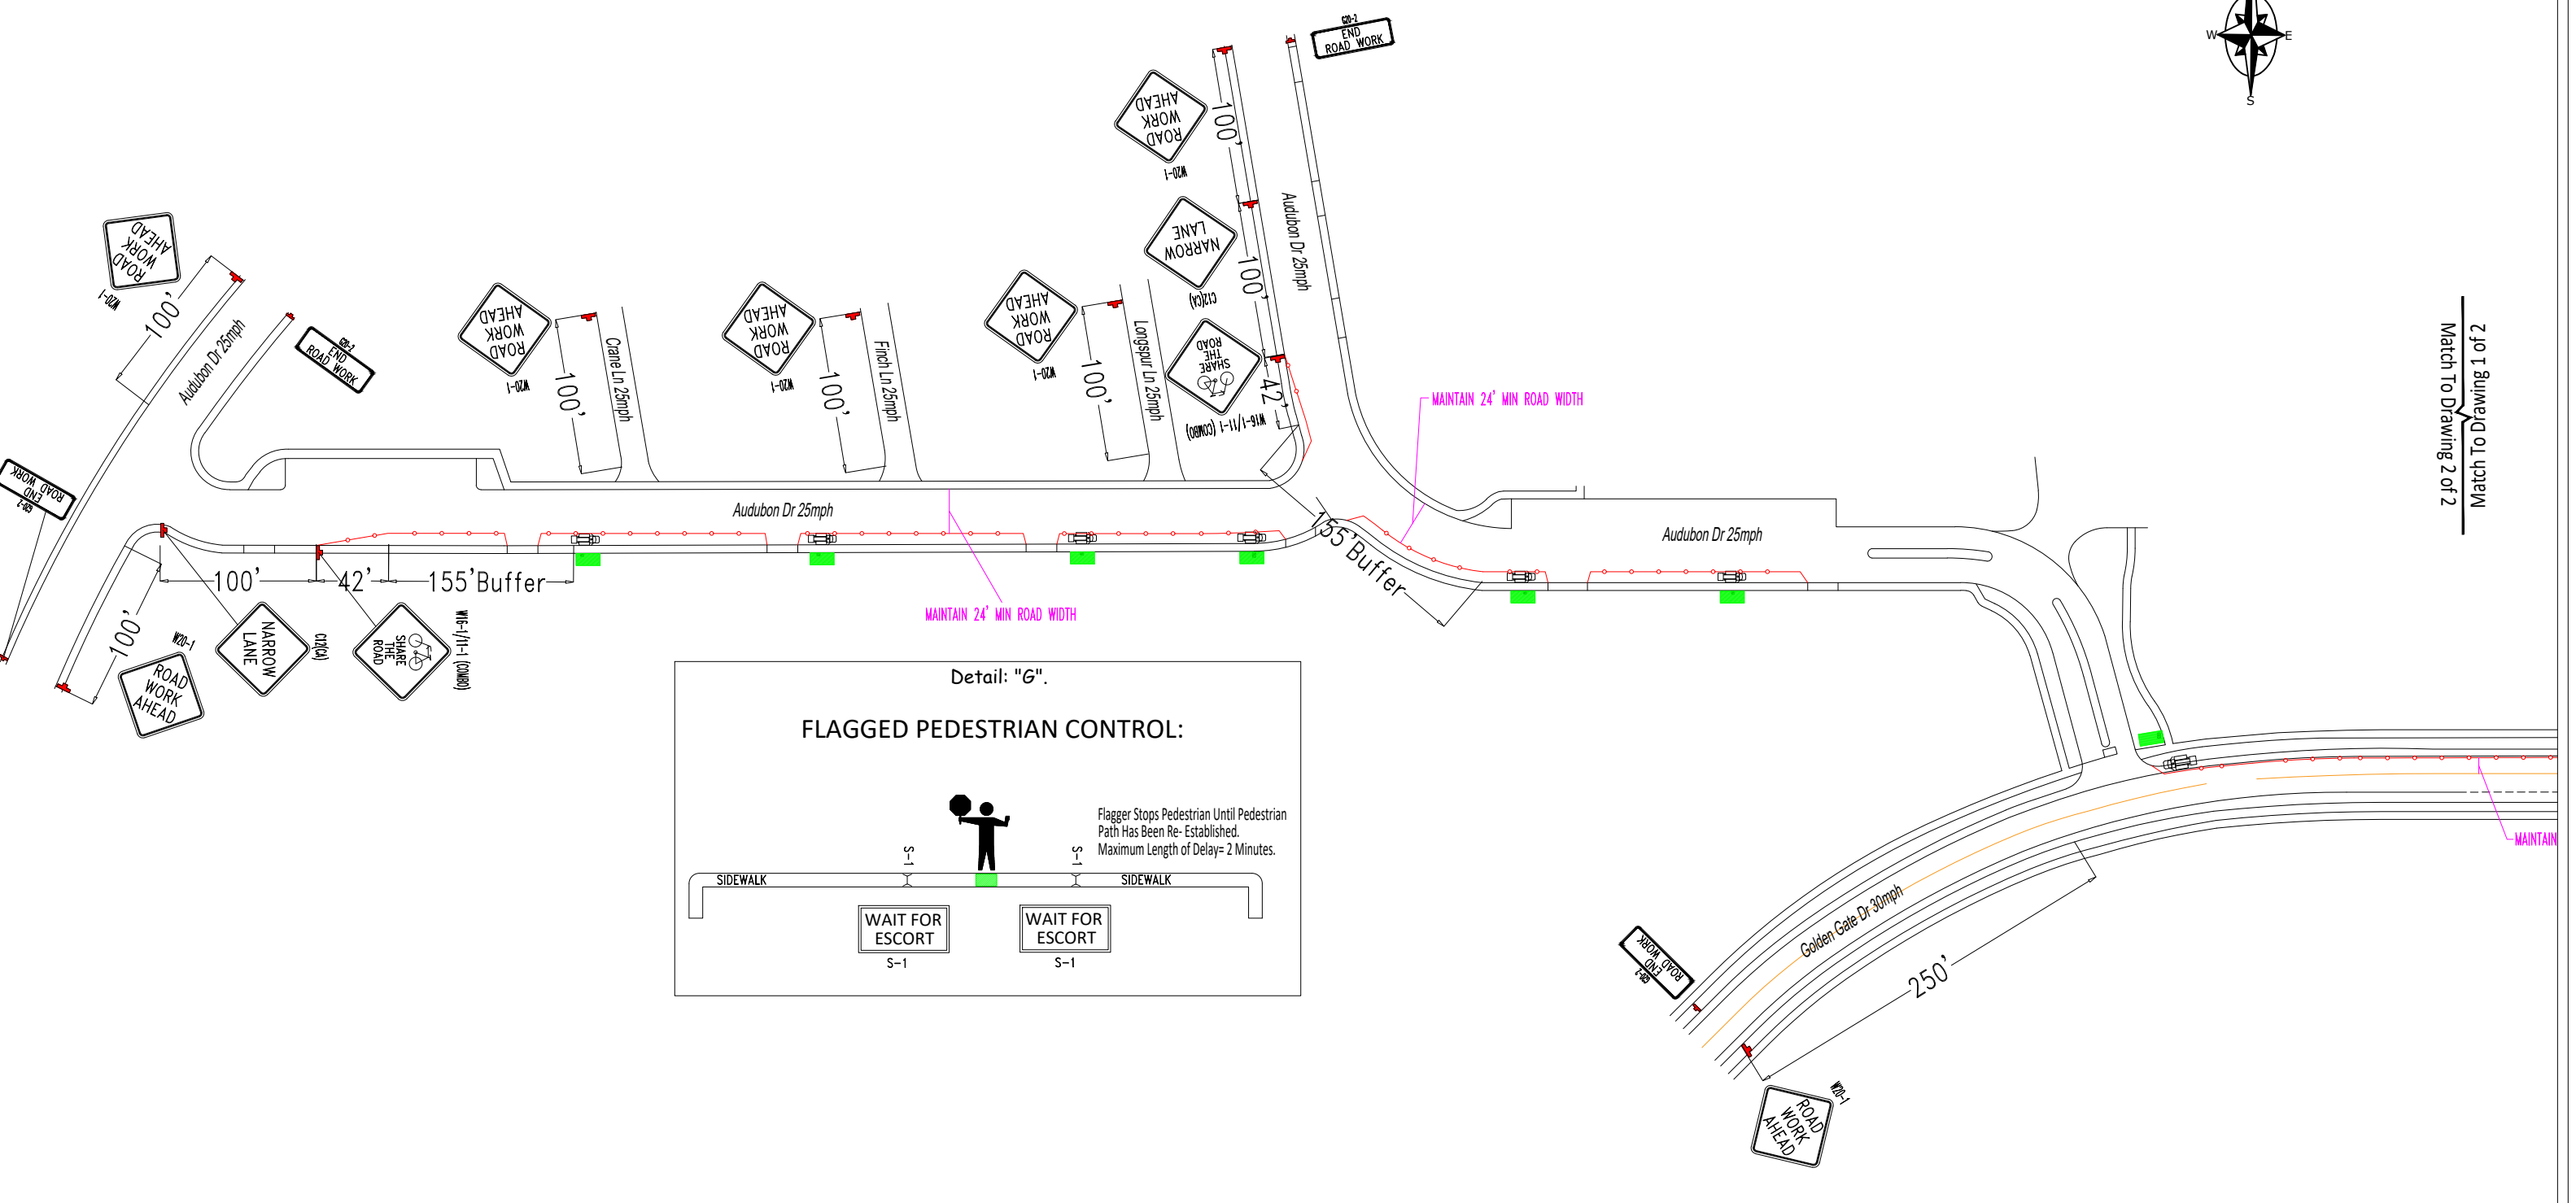 G20-2
END
ROAD WORK
W
E
S
ROAD
WORK
AHEAD
W20-1
100'
NARROW
LANE
C12(CA)
100'
Audubon Dr 25mph
SHARE
THE
ROAD
W16-1/11-1 (COMBO)
42'
ROAD
WORK
AHEAD
W20-1
100'
Audubon Dr 25mph
G20-2
END
ROAD WORK
ROAD
WORK
AHEAD
W20-1
100'
Crane Ln 25mph
ROAD
WORK
AHEAD
W20-1
100'
Finch Ln 25mph
ROAD
WORK
AHEAD
W20-1
100'
Longspur Ln 25mph
MAINTAIN 24' MIN ROAD WIDTH
Match To Drawing 2 of 2
Match To Drawing 1 of 2
END
ROAD WORK
G20-2
Audubon Dr 25mph
155'Buffer
Audubon Dr 25mph
100'
42'
155'Buffer
MAINTAIN 24' MIN ROAD WIDTH
100'
W20-1
ROAD
WORK
AHEAD
NARROW
LANE
C12(CA)
SHARE
THE
ROAD
W16-1/11-1 (COMBO)
Detail: "G".
FLAGGED PEDESTRIAN CONTROL:
Flagger Stops Pedestrian Until Pedestrian
Path Has Been Re- Established.
Maximum Length of Delay= 2 Minutes.
S-1
S-1
SIDEWALK
SIDEWALK
WAIT FOR
ESCORT
S-1
WAIT FOR
ESCORT
S-1
MAINTAIN
Golden Gate Dr 30mph
250'
END
ROAD WORK
G20-2
W20-1
ROAD
WORK
AHEAD